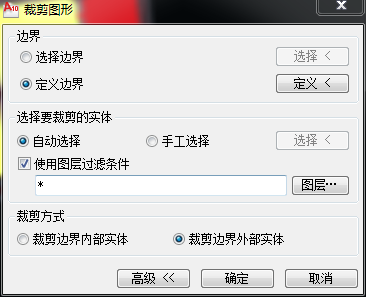 A10 裁剪图形
边界
选择边界 选择 <
定义边界 定义 <
选择要裁剪的实体
自动选择 手工选择 选择 <
使用图层过滤条件
* 图层…
裁剪方式
裁剪边界内部实体 裁剪边界外部实体
高级 << 确定 取消